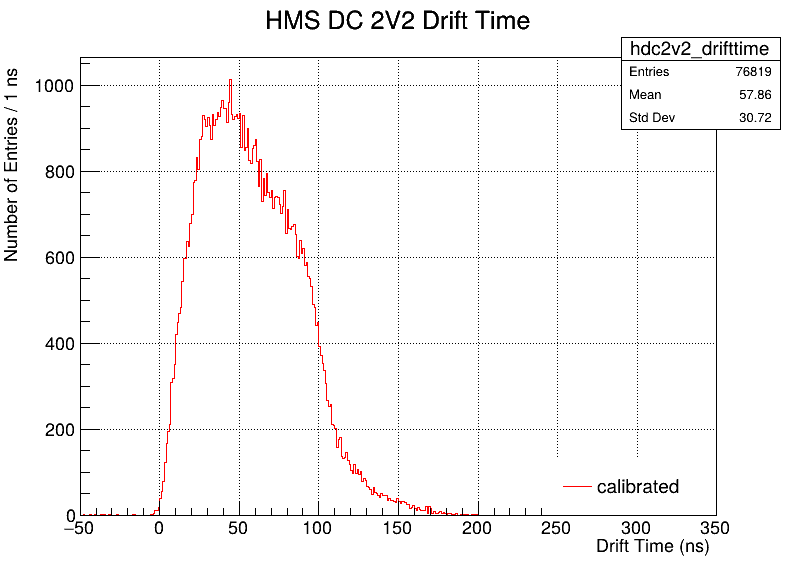 HMS DC 2V2 Drift Time
hdc2v2_drifttime
Entries 76819
Mean 57.86
Std Dev 30.72
Number of Entries / 1 ns
1000
800
600
400
200
0
−50 0 50 100 150 200 250 300 350
Drift Time (ns)
calibrated